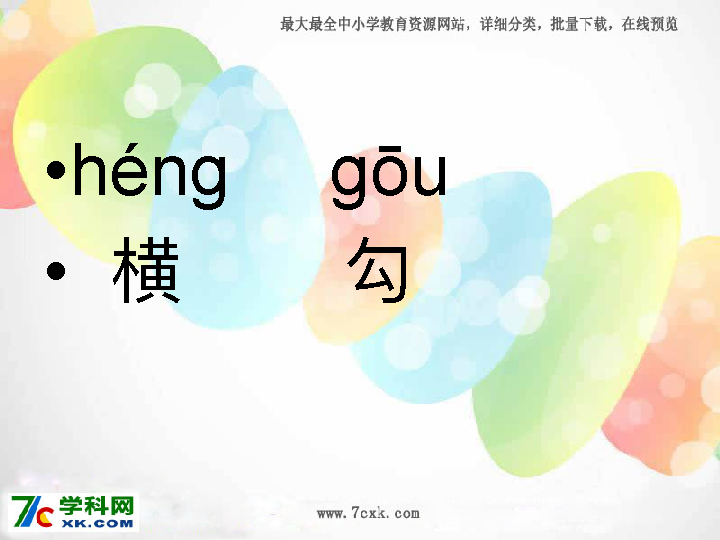 最大最全中小学教育资源网站，详细分类，批量下载，在线预览
•héng gōu
• 横 勾
7c 学科网
XK.COM
www.7cxk.com